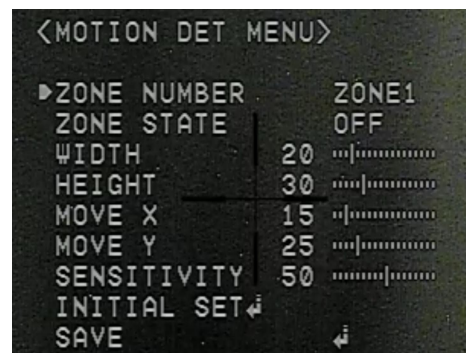 <MOTION DET MENU>
ZONE NUMBER ZONE1
ZONE STATE OFF
WIDTH 20
HEIGHT 30
MOVE X 15
MOVE Y 25
SENSITIVITY 50
INITIAL SET↲
SAVE ↲